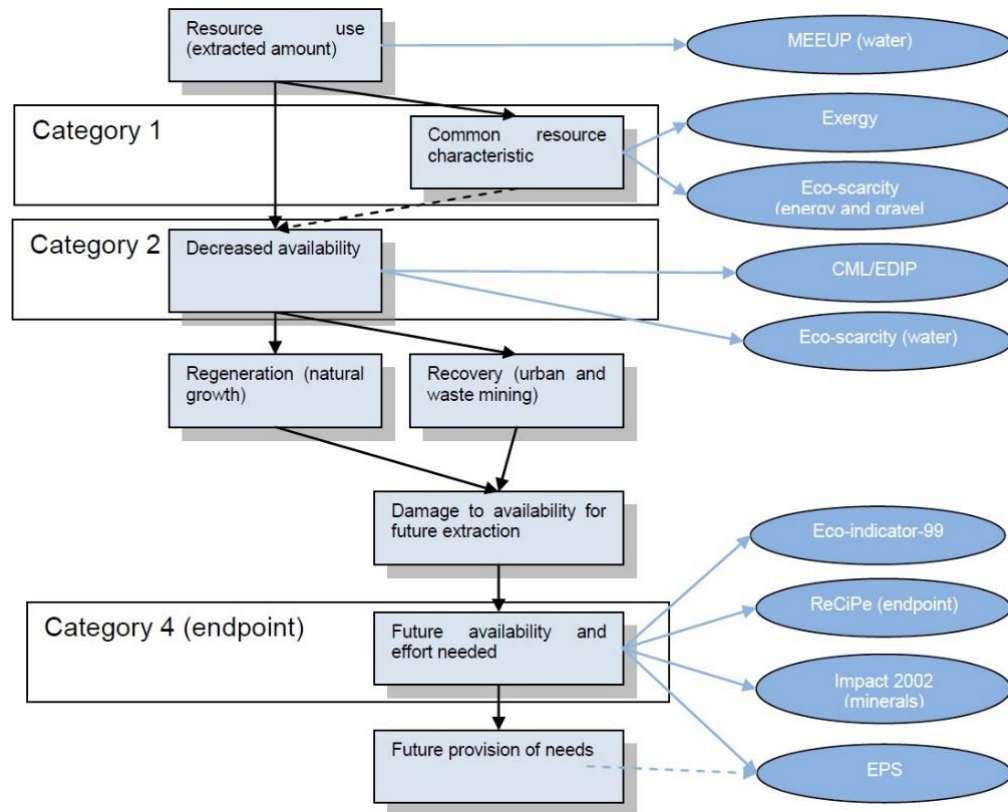 Resource use
(extracted amount)
MEEUP (water)
Category 1
Common resource
characteristic
Exergy
Eco-scarcity
(energy and gravel
Category 2
Decreased availability
CML/EDIP
Eco-scarcity (water)
Regeneration (natural
growth)
Recovery (urban and
waste mining)
Damage to availability for
future extraction
Eco-indicator-99
ReCiPe (endpoint)
Category 4 (endpoint)
Future availability and
effort needed
Impact 2002
(minerals)
Future provision of needs
EPS